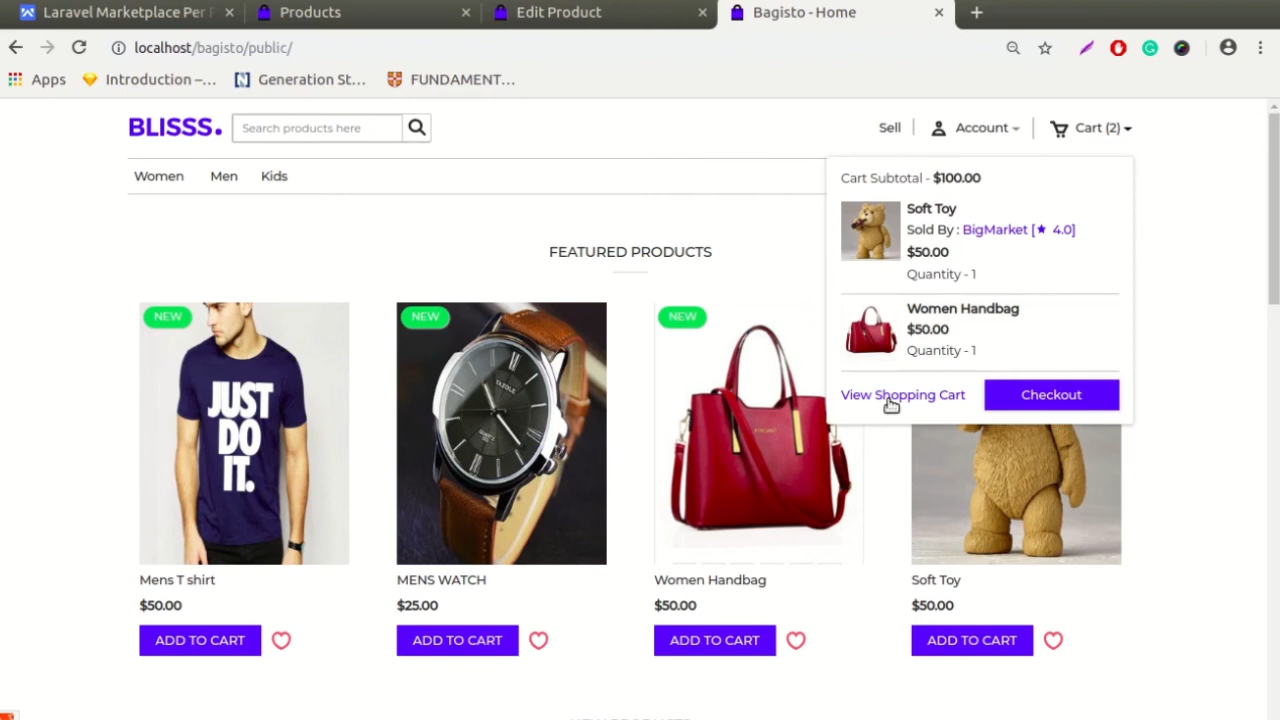 Laravel Marketplace Per P
Products
Edit Product
Bagisto - Home
localhost/bagisto/public/
Apps
Introduction –...
Generation St...
FUNDAMENT...
BLISSS.
Search products here
Sell
Account
Cart (2)
Women
Men
Kids
Cart Subtotal - $100.00
Soft Toy
Sold By : BigMarket [★ 4.0]
$50.00
Quantity - 1
Women Handbag
$50.00
Quantity - 1
View Shopping Cart
Checkout
FEATURED PRODUCTS
NEW
NEW
NEW
JUST
DO
IT.
Mens T shirt
MENS WATCH
Women Handbag
Soft Toy
$50.00
$25.00
$50.00
$50.00
ADD TO CART
ADD TO CART
ADD TO CART
ADD TO CART